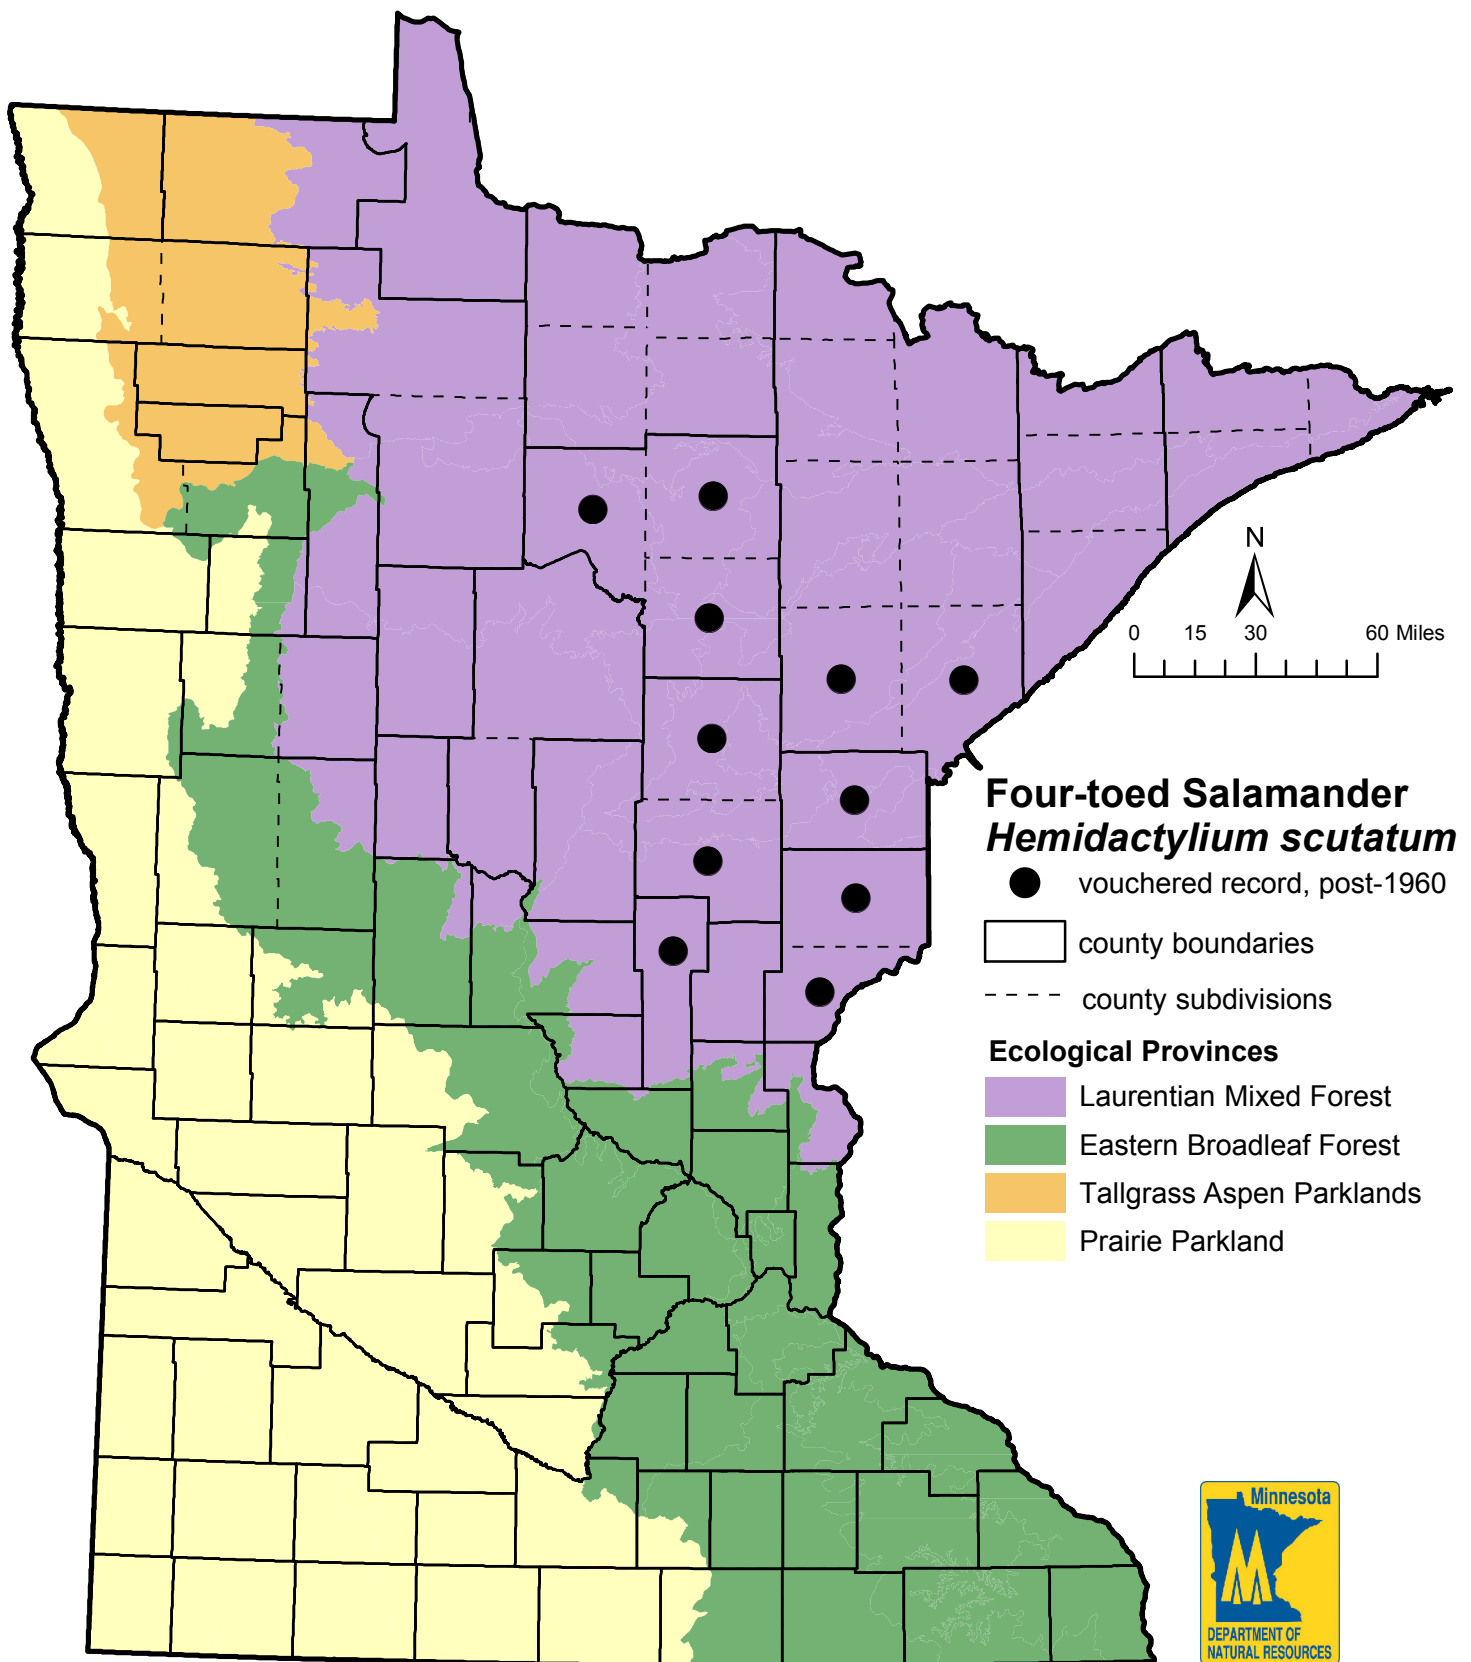 N
0 15 30 60 Miles
Four-toed Salamander
Hemidactylium scutatum
vouchered record, post-1960
county boundaries
county subdivisions
Ecological Provinces
Laurentian Mixed Forest
Eastern Broadleaf Forest
Tallgrass Aspen Parklands
Prairie Parkland
Minnesota
DEPARTMENT OF
NATURAL RESOURCES